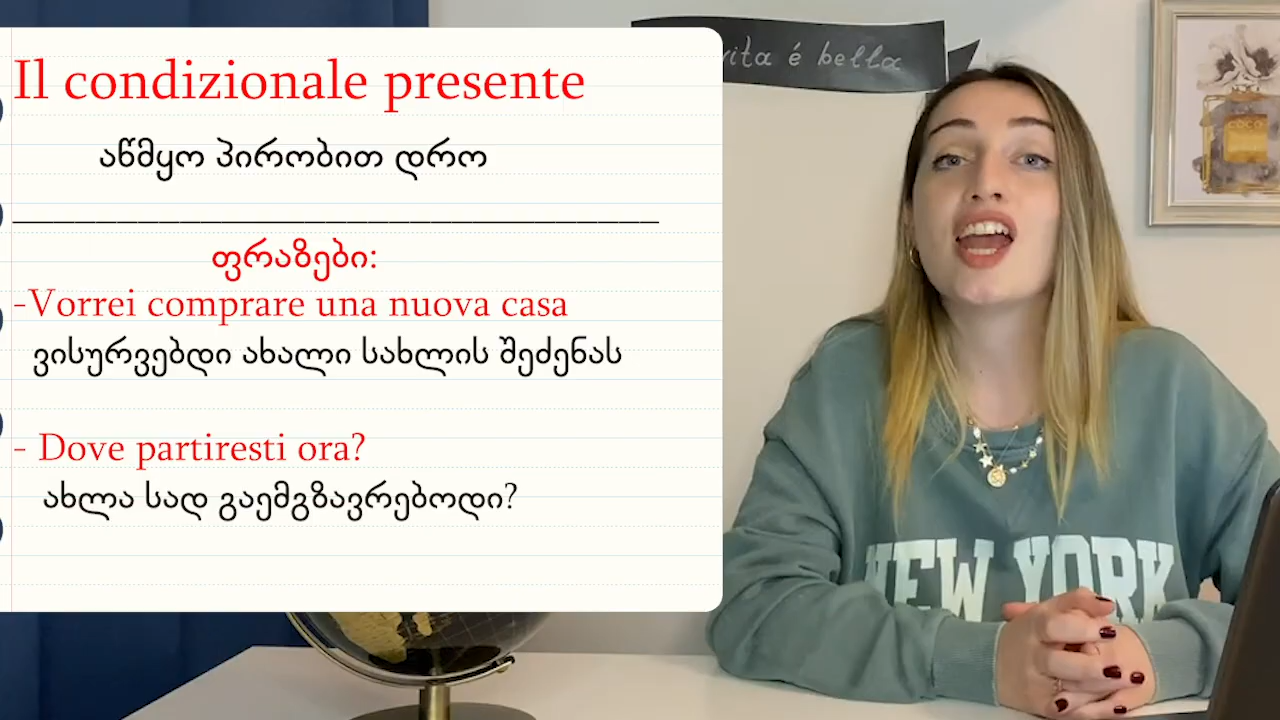 Il condizionale presente
აწმყო პირობით დრო
ფრაზები:
-Vorrei comprare una nuova casa
ვისურვებდი ახალი სახლის შეძენას
- Dove partiresti ora?
ახლა სად გაემგზავრებოდი?
vita é bella
COCO
NEW YORK